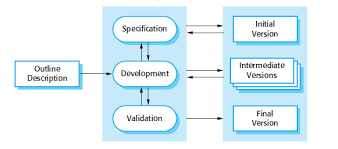 Specification
Initial
Version
Outline
Description
Development
Intermediate
Versions
Validation
Final
Version